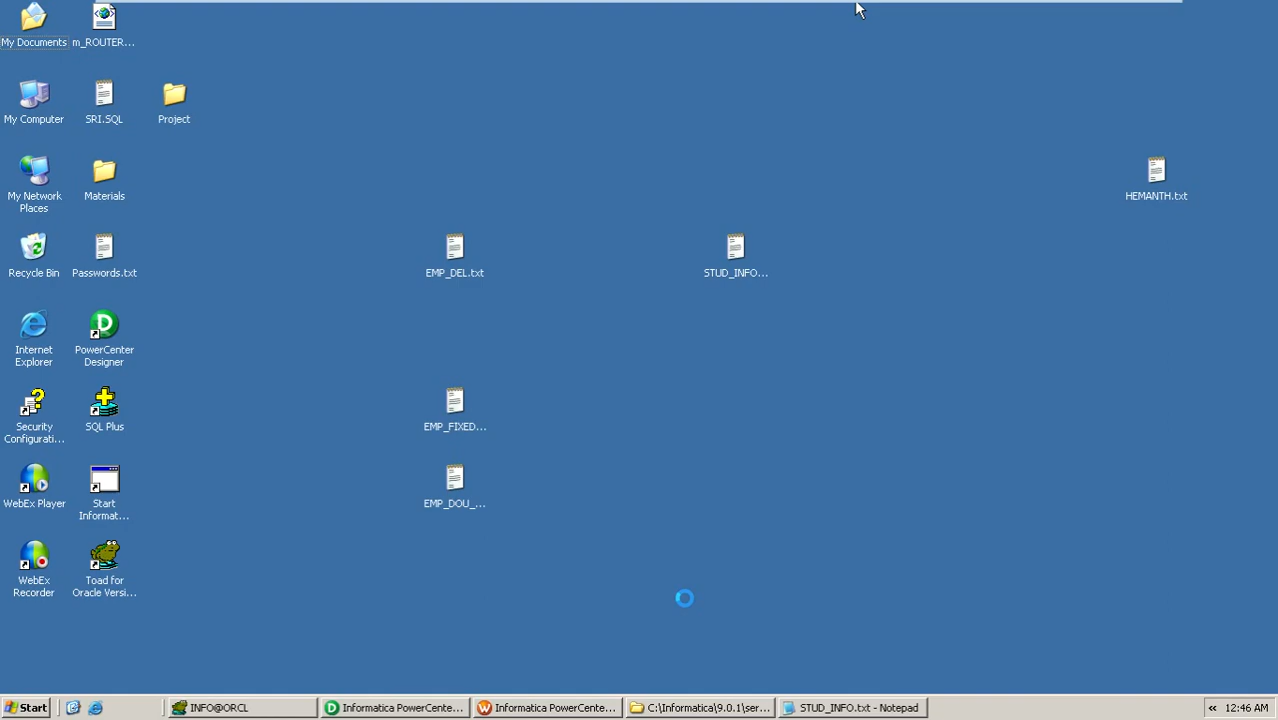 My Documents
m_ROUTER...
My Computer
SRI.SQL
Project
My Network
Places
Materials
HEMANTH.txt
Recycle Bin
Passwords.txt
EMP_DEL.txt
STUD_INFO...
Internet
Explorer
PowerCenter
Designer
Security
Configurati...
SQL Plus
EMP_FIXED...
WebEx Player
Start
Informat...
EMP_DOU_...
WebEx
Recorder
Toad for
Oracle Versi...
Start
INFO@ORCL
Informatica PowerCente...
Informatica PowerCente...
C:\Informatica\9.0.1\ser...
STUD_INFO.txt - Notepad
12:46 AM